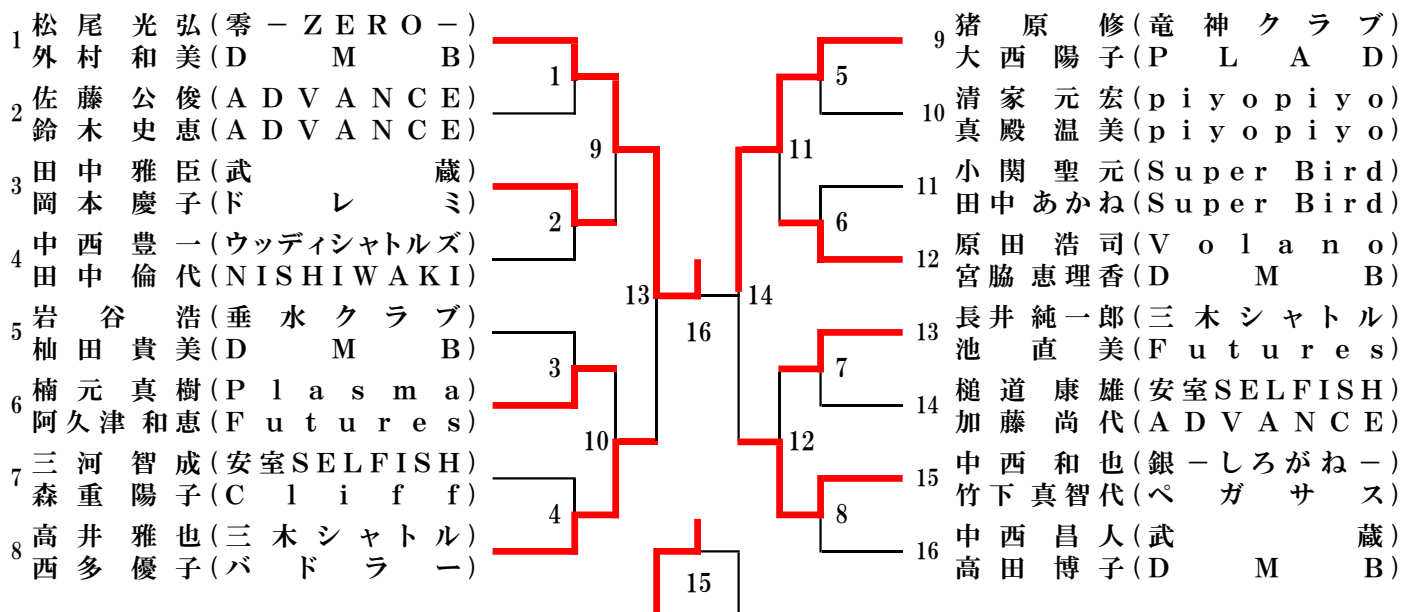 1
松尾光弘(零－ZERO－)
外村和美(DMB)
2
佐藤公俊(ADVANCE)
鈴木史恵(ADVANCE)
3
田中雅臣(武蔵)
岡本慶子(ドレミ)
4
中西豊一(ウッディシャトルズ)
田中倫代(NISHIWAKI)
5
岩谷浩(垂水クラブ)
杣田貴美(DMB)
6
楠元真樹(Plasma)
阿久津和恵(Futures)
7
三河智成(安室SELFISH)
森重陽子(Cliff)
8
高井雅也(三木シャトル)
西多優子(バドラー)
1
2
3
4
9
10
13
16
15
14
11
12
5
6
7
8
9
猪原修(竜神クラブ)
大西陽子(PLAD)
10
清家元宏(piyopiyo)
真殿温美(piyopiyo)
11
小関聖元(Super Bird)
田中あかね(Super Bird)
12
原田浩司(Volano)
宮脇恵理香(DMB)
13
長井純一郎(三木シャトル)
池直美(Futures)
14
槌道康雄(安室SELFISH)
加藤尚代(ADVANCE)
15
中西和也(銀－しろがね－)
竹下真智代(ペガサス)
16
中西昌人(武蔵)
高田博子(DMB)